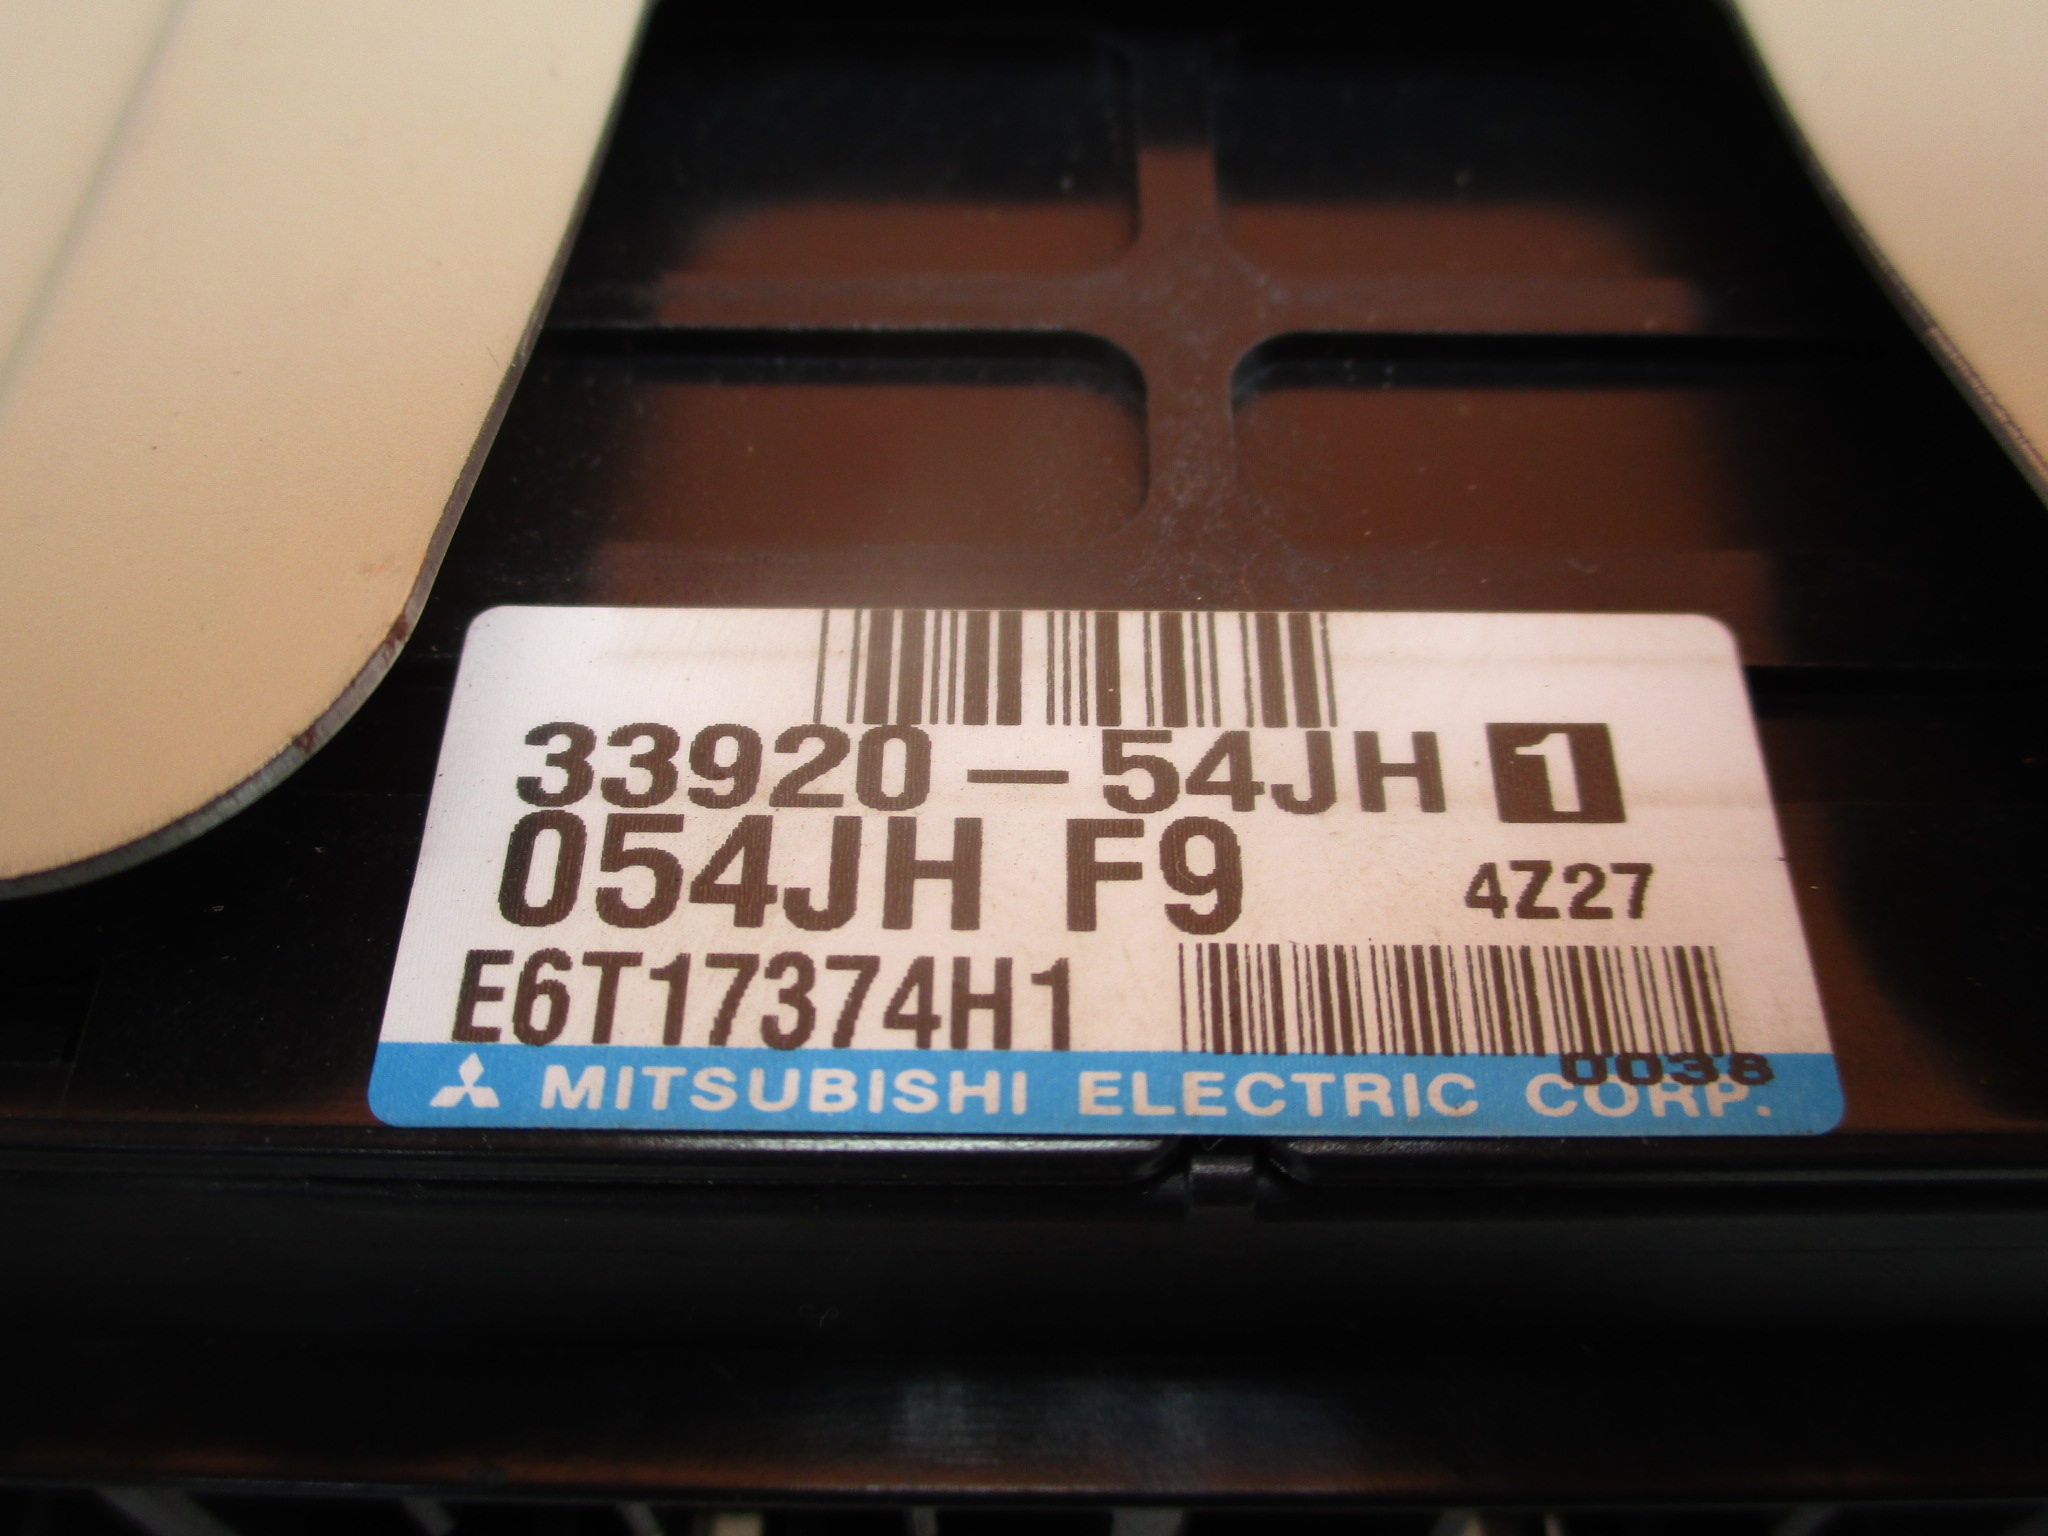 33920-54JH 1
054JH F9 4Z27
E6T17374H1
0038
MITSUBISHI ELECTRIC CORP.